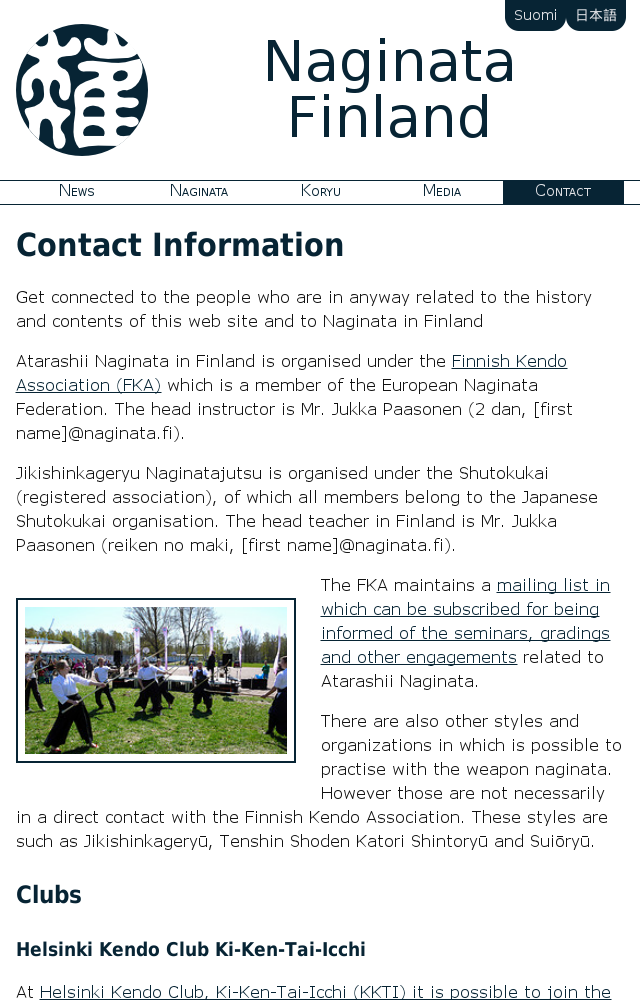 Suomi 日本語
Naginata
Finland
News Naginata Koryu Media Contact
Contact Information
Get connected to the people who are in anyway related to the history
and contents of this web site and to Naginata in Finland
Atarashii Naginata in Finland is organised under the Finnish Kendo
Association (FKA) which is a member of the European Naginata
Federation. The head instructor is Mr. Jukka Paasonen (2 dan, [first
name]@naginata.fi).
Jikishinkageryu Naginatajutsu is organised under the Shutokukai
(registered association), of which all members belong to the Japanese
Shutokukai organisation. The head teacher in Finland is Mr. Jukka
Paasonen (reiken no maki, [first name]@naginata.fi).
The FKA maintains a mailing list in
which can be subscribed for being
informed of the seminars, gradings
and other engagements related to
Atarashii Naginata.
There are also other styles and
organizations in which is possible to
practise with the weapon naginata.
However those are not necessarily
in a direct contact with the Finnish Kendo Association. These styles are
such as Jikishinkageryū, Tenshin Shoden Katori Shintoryū and Suiōryū.
Clubs
Helsinki Kendo Club Ki-Ken-Tai-Icchi
At Helsinki Kendo Club, Ki-Ken-Tai-Icchi (KKTI) it is possible to join the